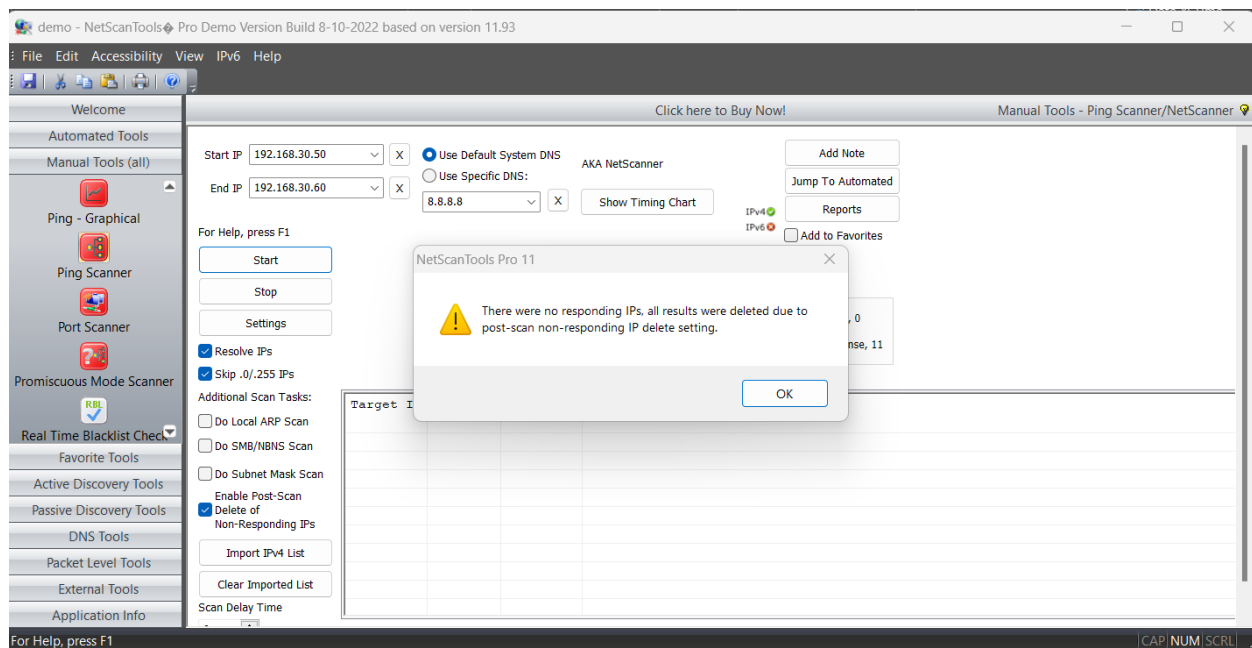 demo - NetScanTools� Pro Demo Version Build 8-10-2022 based on version 11.93
File Edit Accessibility View IPv6 Help
Welcome
Click here to Buy Now!
Manual Tools - Ping Scanner/NetScanner
Automated Tools
Manual Tools (all)
Ping - Graphical
Ping Scanner
Port Scanner
Promiscuous Mode Scanner
RBL
Real Time Blacklist Check
Favorite Tools
Active Discovery Tools
Passive Discovery Tools
DNS Tools
Packet Level Tools
External Tools
Application Info
Start IP 192.168.30.50 X
End IP 192.168.30.60 X
Use Default System DNS
Use Specific DNS:
8.8.8.8 X
AKA NetScanner
Show Timing Chart
Add Note
Jump To Automated
Reports
IPv4
IPv6
Add to Favorites
For Help, press F1
Start
Stop
Settings
Resolve IPs
Skip .0/.255 IPs
Additional Scan Tasks:
Do Local ARP Scan
Do SMB/NBNS Scan
Do Subnet Mask Scan
Enable Post-Scan
Delete of
Non-Responding IPs
Import IPv4 List
Clear Imported List
Scan Delay Time
NetScanTools Pro 11
There were no responding IPs, all results were deleted due to
post-scan non-responding IP delete setting.
OK
, 0
nse, 11
Target I
For Help, press F1
CAP NUM SCRL